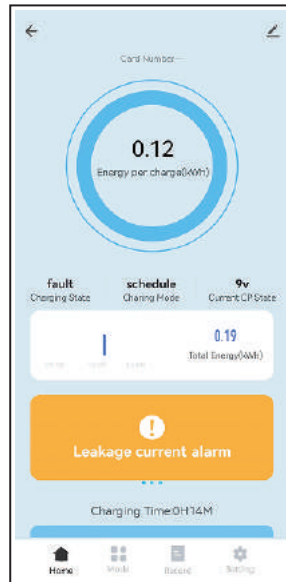 Card Number--
0.12
Energy per charge(kWh)
fault
schedule
9v
Charging State
Charing Mode
Current CP State
0.19
Total Energy(kWh)
Leakage current alarm
Charging Time:0H14M
Home
Mode
Record
Setting